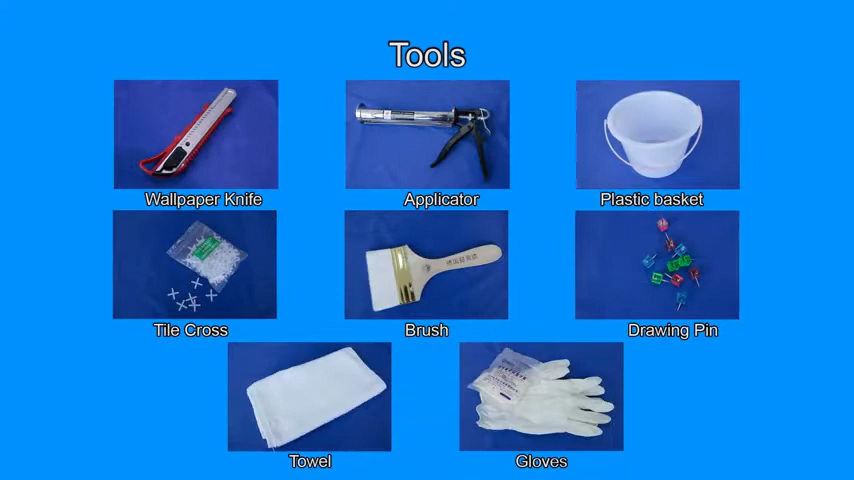 Tools
Wallpaper Knife
Applicator
Plastic basket
Tile Cross
Brush
Drawing Pin
Towel
Gloves